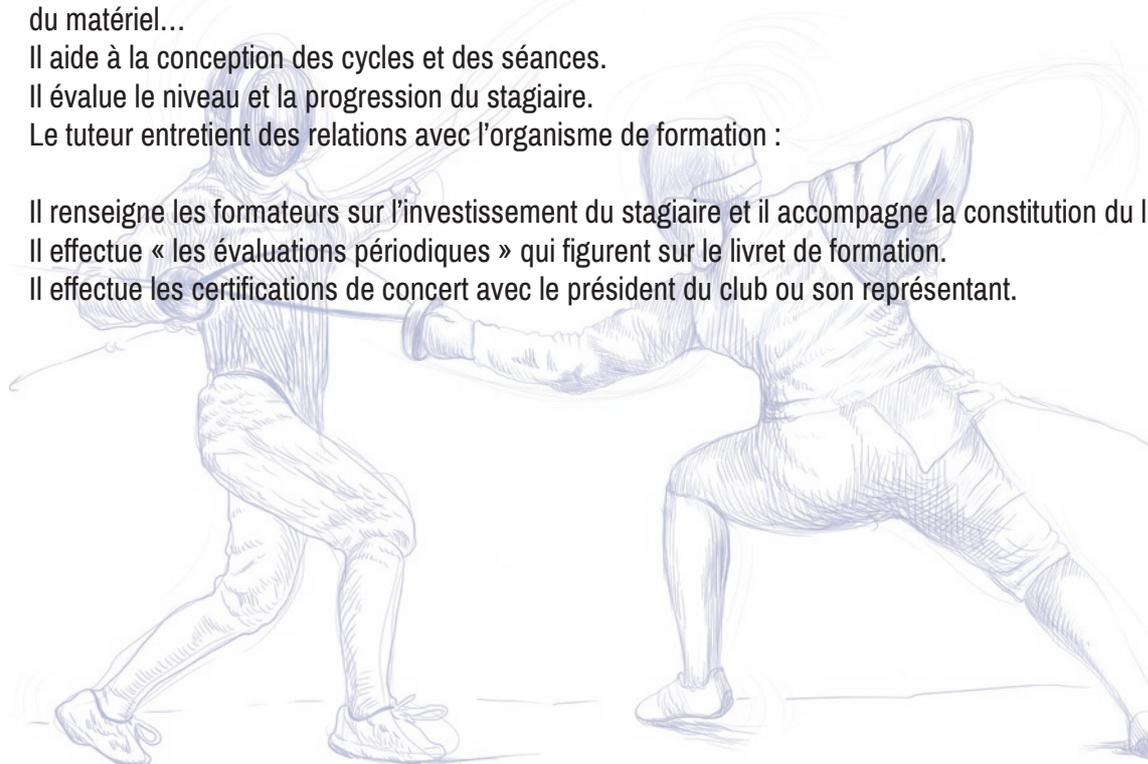 du matériel…
Il aide à la conception des cycles et des séances.
Il évalue le niveau et la progression du stagiaire.
Le tuteur entretient des relations avec l’organisme de formation :
Il renseigne les formateurs sur l’investissement du stagiaire et il accompagne la constitution du
Il effectue « les évaluations périodiques » qui figurent sur le livret de formation.
Il effectue les certifications de concert avec le président du club ou son représentant.